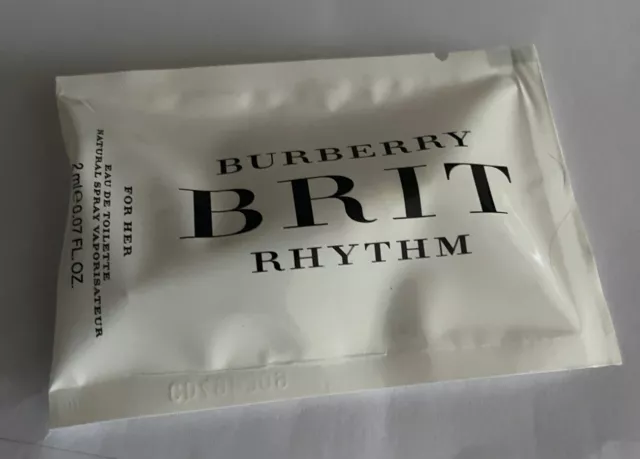 BURBERRY
BRIT
RHYTHM
FOR HER
EAU DE TOILETTE
NATURAL SPRAY VAPORISATEUR
2 ml e 0.07 FL.OZ.